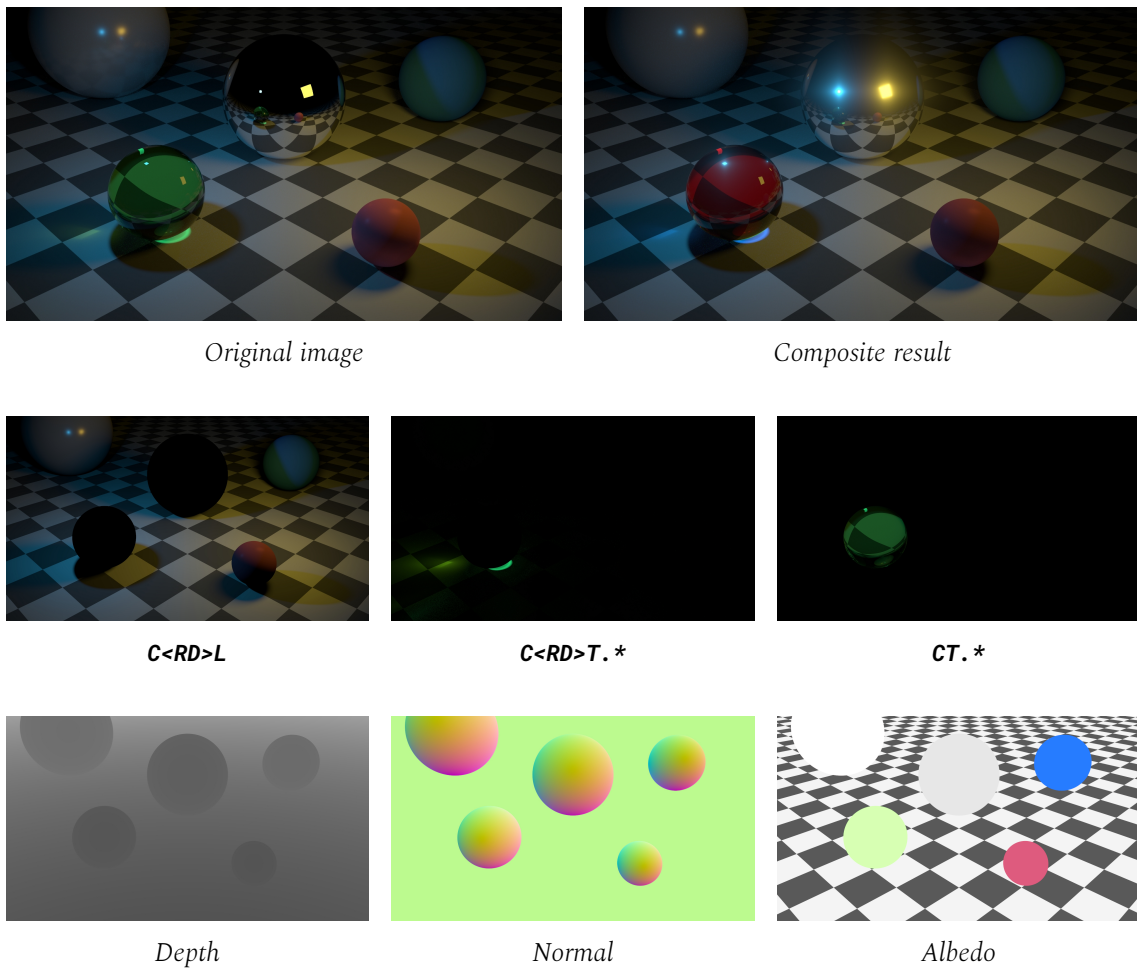 Original image
Composite result
C<RD>L
C<RD>T.*
CT.*
Depth
Normal
Albedo